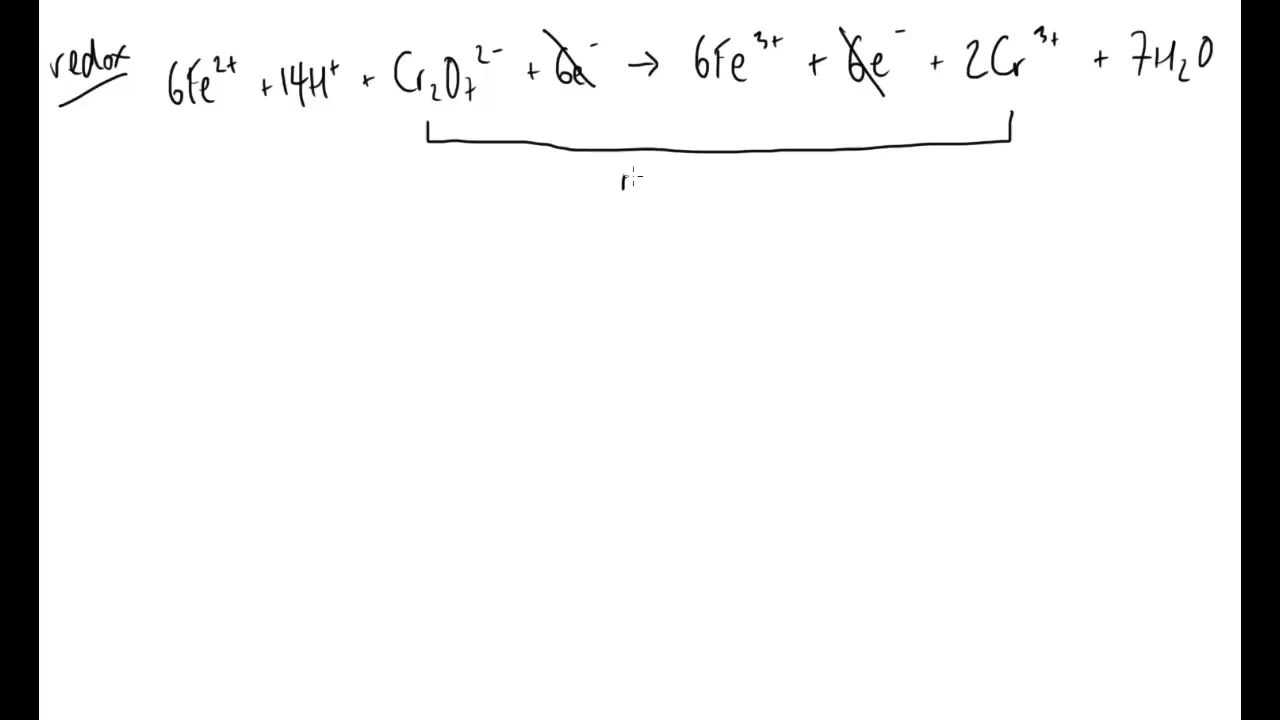 redox 6Fe²⁺ + 14H⁺ + Cr₂O₇²⁻ + 6e⁻ → 6Fe³⁺ + 6e⁻ + 2Cr³⁺ + 7H₂O
r